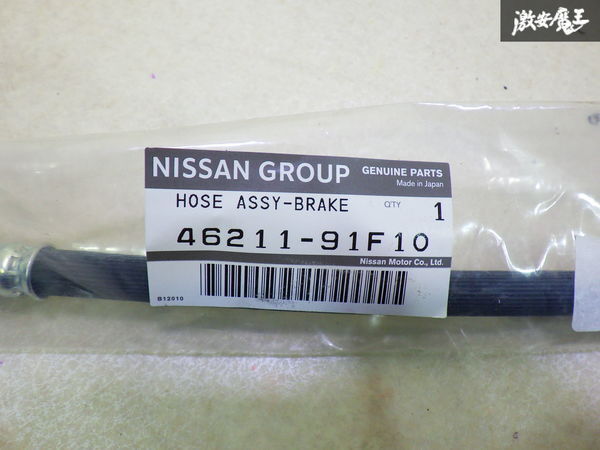 激安魔王
NISSAN GROUP
GENUINE PARTS
Made in Japan
HOSE ASSY-BRAKE
Q'TY
1
46211-91F10
Nissan Motor Co., Ltd.
B12010